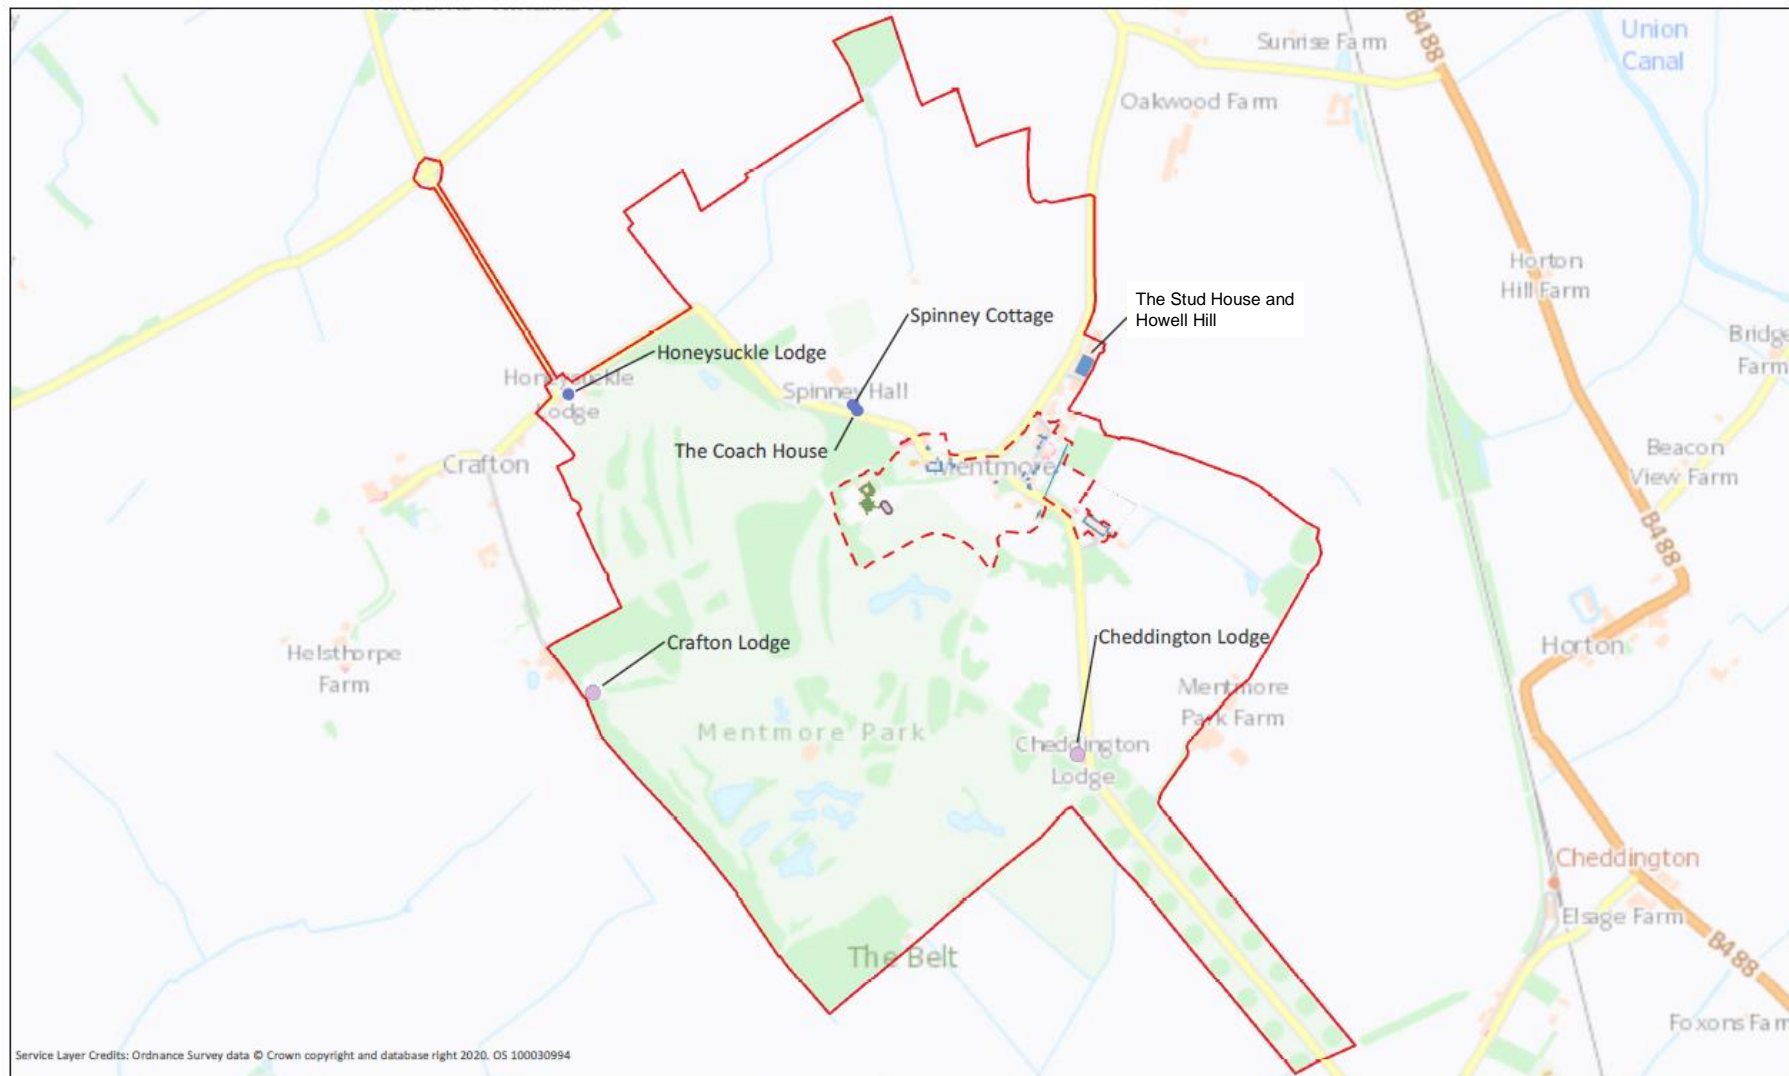 Union
Canal
Sunrise Farm
B488
Oakwood Farm
Horton
Hill Farm
The Stud House and
Howell Hill
Spinney Cottage
Bridge
Farm
Honeysuckle Lodge
Honeysuckle
Lodge
Spinney Hall
The Coach House
Crafton
Mentmore
Beacon
View Farm
B488
Crafton Lodge
Cheddington Lodge
Helsthorpe
Farm
Horton
Mentmore
Park Farm
Mentmore Park
Cheddington
Lodge
Cheddington
Elsage Farm
The Belt
B488
Foxons Farm
Service Layer Credits: Ordnance Survey data © Crown copyright and database right 2020. OS 100030994